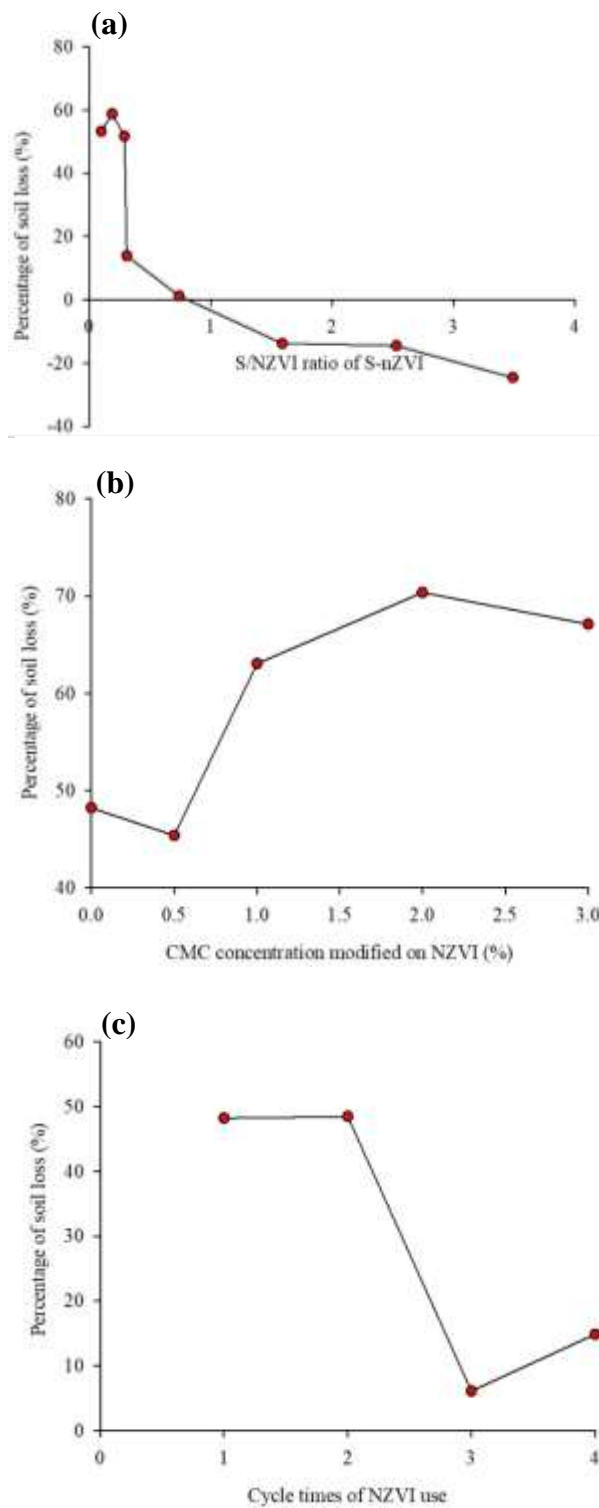 (a)
80
60
40
20
0
-20
-40
0 1 2 3 4
Percentage of soil loss (%)
S/NZVI ratio of S-nZVI
(b)
80
70
60
50
40
0.0 0.5 1.0 1.5 2.0 2.5 3.0
Percentage of soil loss (%)
CMC concentration modified on NZVI (%)
(c)
60
50
40
30
20
10
0
0 1 2 3 4
Percentage of soil loss (%)
Cycle times of NZVI use